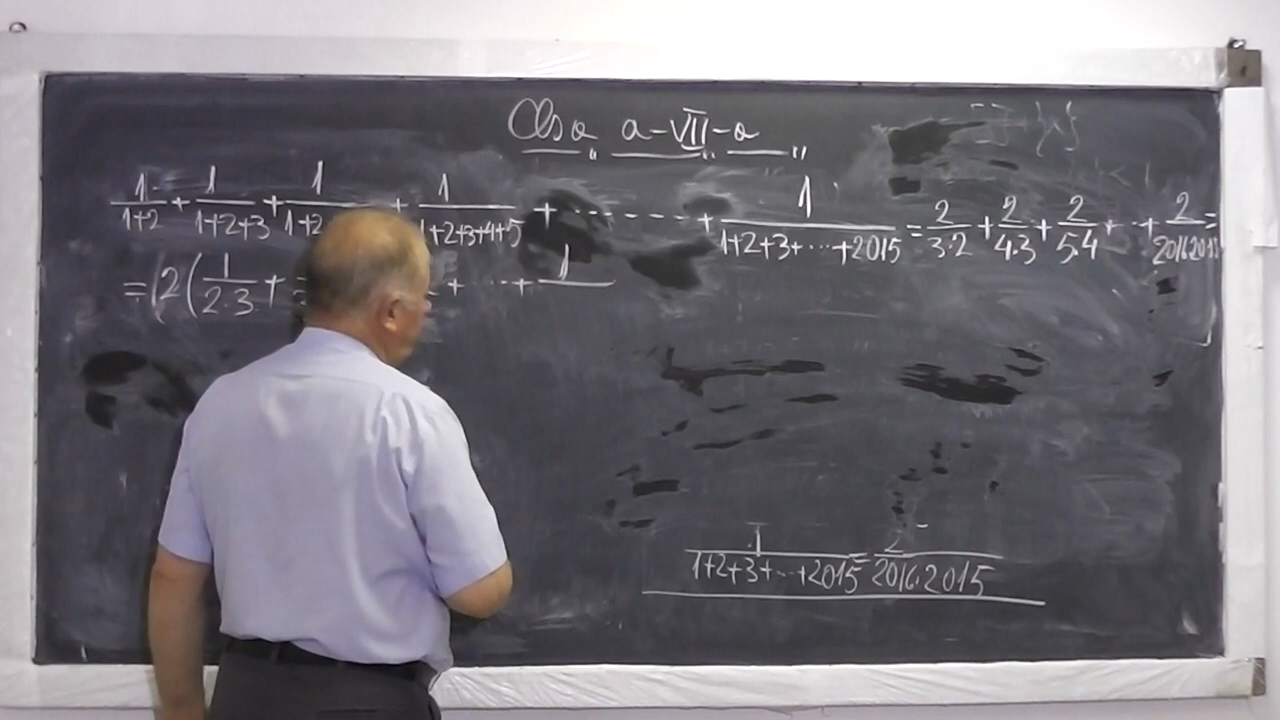 Clasa a-VII-a
1/(1+2) + 1/(1+2+3) + 1/(1+2 + 1/(1+2+3+4+5) + ...... + 1/(1+2+3+...+2015) = 2/(3·2) + 2/(4·3) + 2/(5·4) + ... + 2/(2016·2015) =
= 2(1/(2·3) + + ... + 1/
1/(1+2+3+...+2015) = 2/(2016·2015)